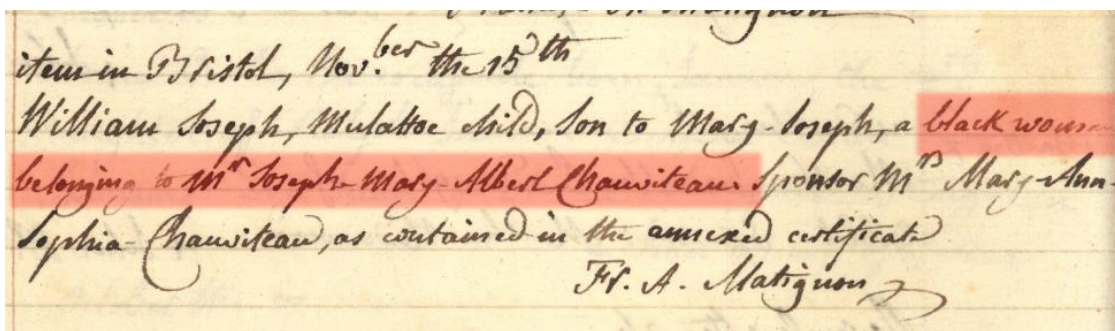 item in Bristol, Nov.ber the 15th
William Joseph, Mulattoe child, Son to Mary-Joseph, a black woman
belonging to Mr Joseph-Mary-Albert Chauviteau. Sponsor Mrs Mary-Ann-
Sophia-Chauviteau, as contained in the annexed certificate
Fr. A. Matignon